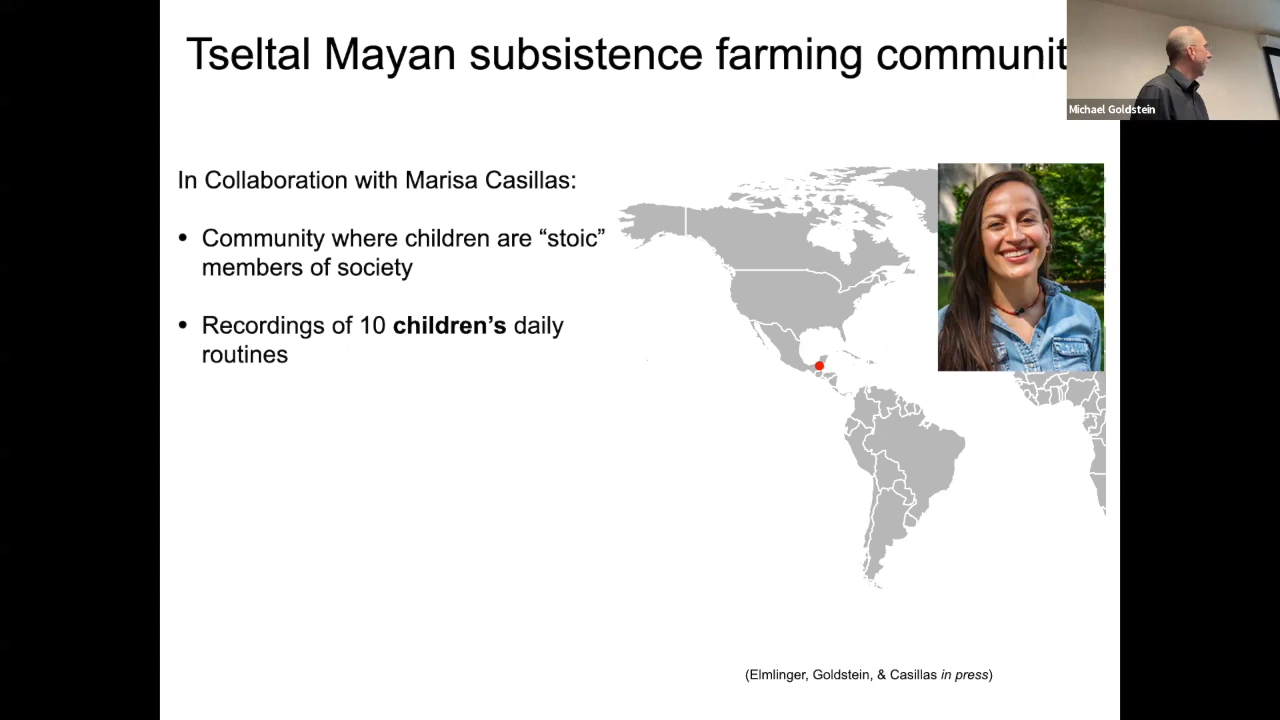 Tseltal Mayan subsistence farming communit
Michael Goldstein
In Collaboration with Marisa Casillas:
• Community where children are “stoic”
members of society
• Recordings of 10 children’s daily
routines
(Elmlinger, Goldstein, & Casillas in press)